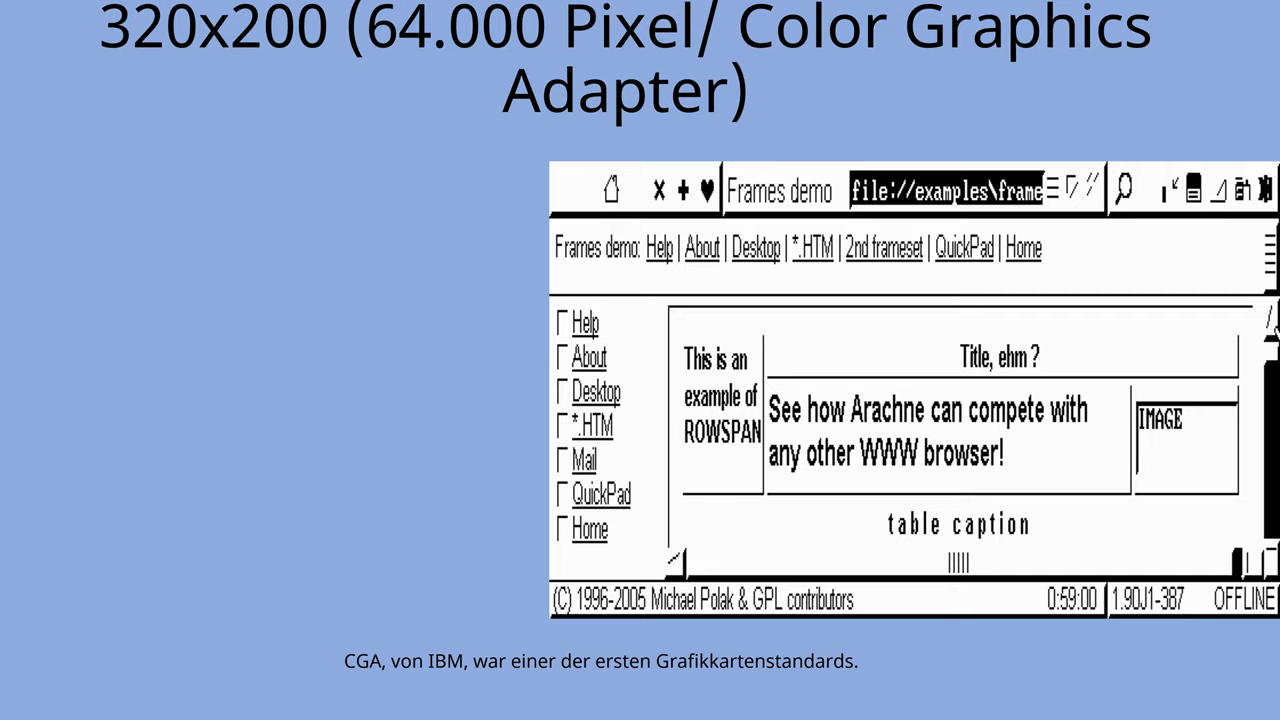 320x200 (64.000 Pixel/ Color Graphics
Adapter)
Frames demo file://examples\frame
Frames demo: Help | About | Desktop | *.HTM | 2nd frameset | QuickPad | Home
Help
About
Desktop
*.HTM
Mail
QuickPad
Home
This is an
example of
ROWSPAN
Title, ehm ?
See how Arachne can compete with
any other WWW browser!
IMAGE
table caption
(C) 1996-2005 Michael Polak & GPL contributors 0:59:00 1.90J1-387 OFFLINE
CGA, von IBM, war einer der ersten Grafikkartenstandards.